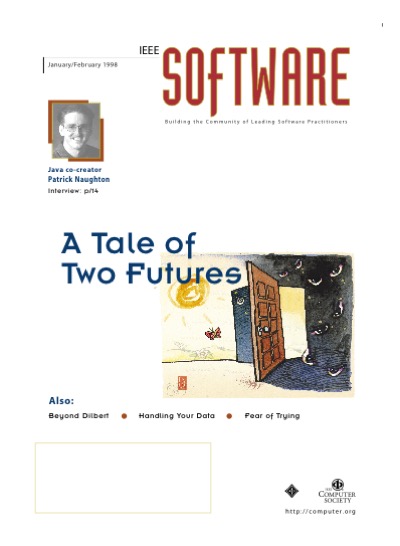 IEEE
SOFTWARE
January/February 1998
Building the Community of Leading Software Practitioners
Java co-creator
Patrick Naughton
Interview: p/14
A Tale of
Two Futures
Also:
Beyond Dilbert ● Handling Your Data ● Fear of Trying
COMPUTER
SOCIETY
http://computer.org